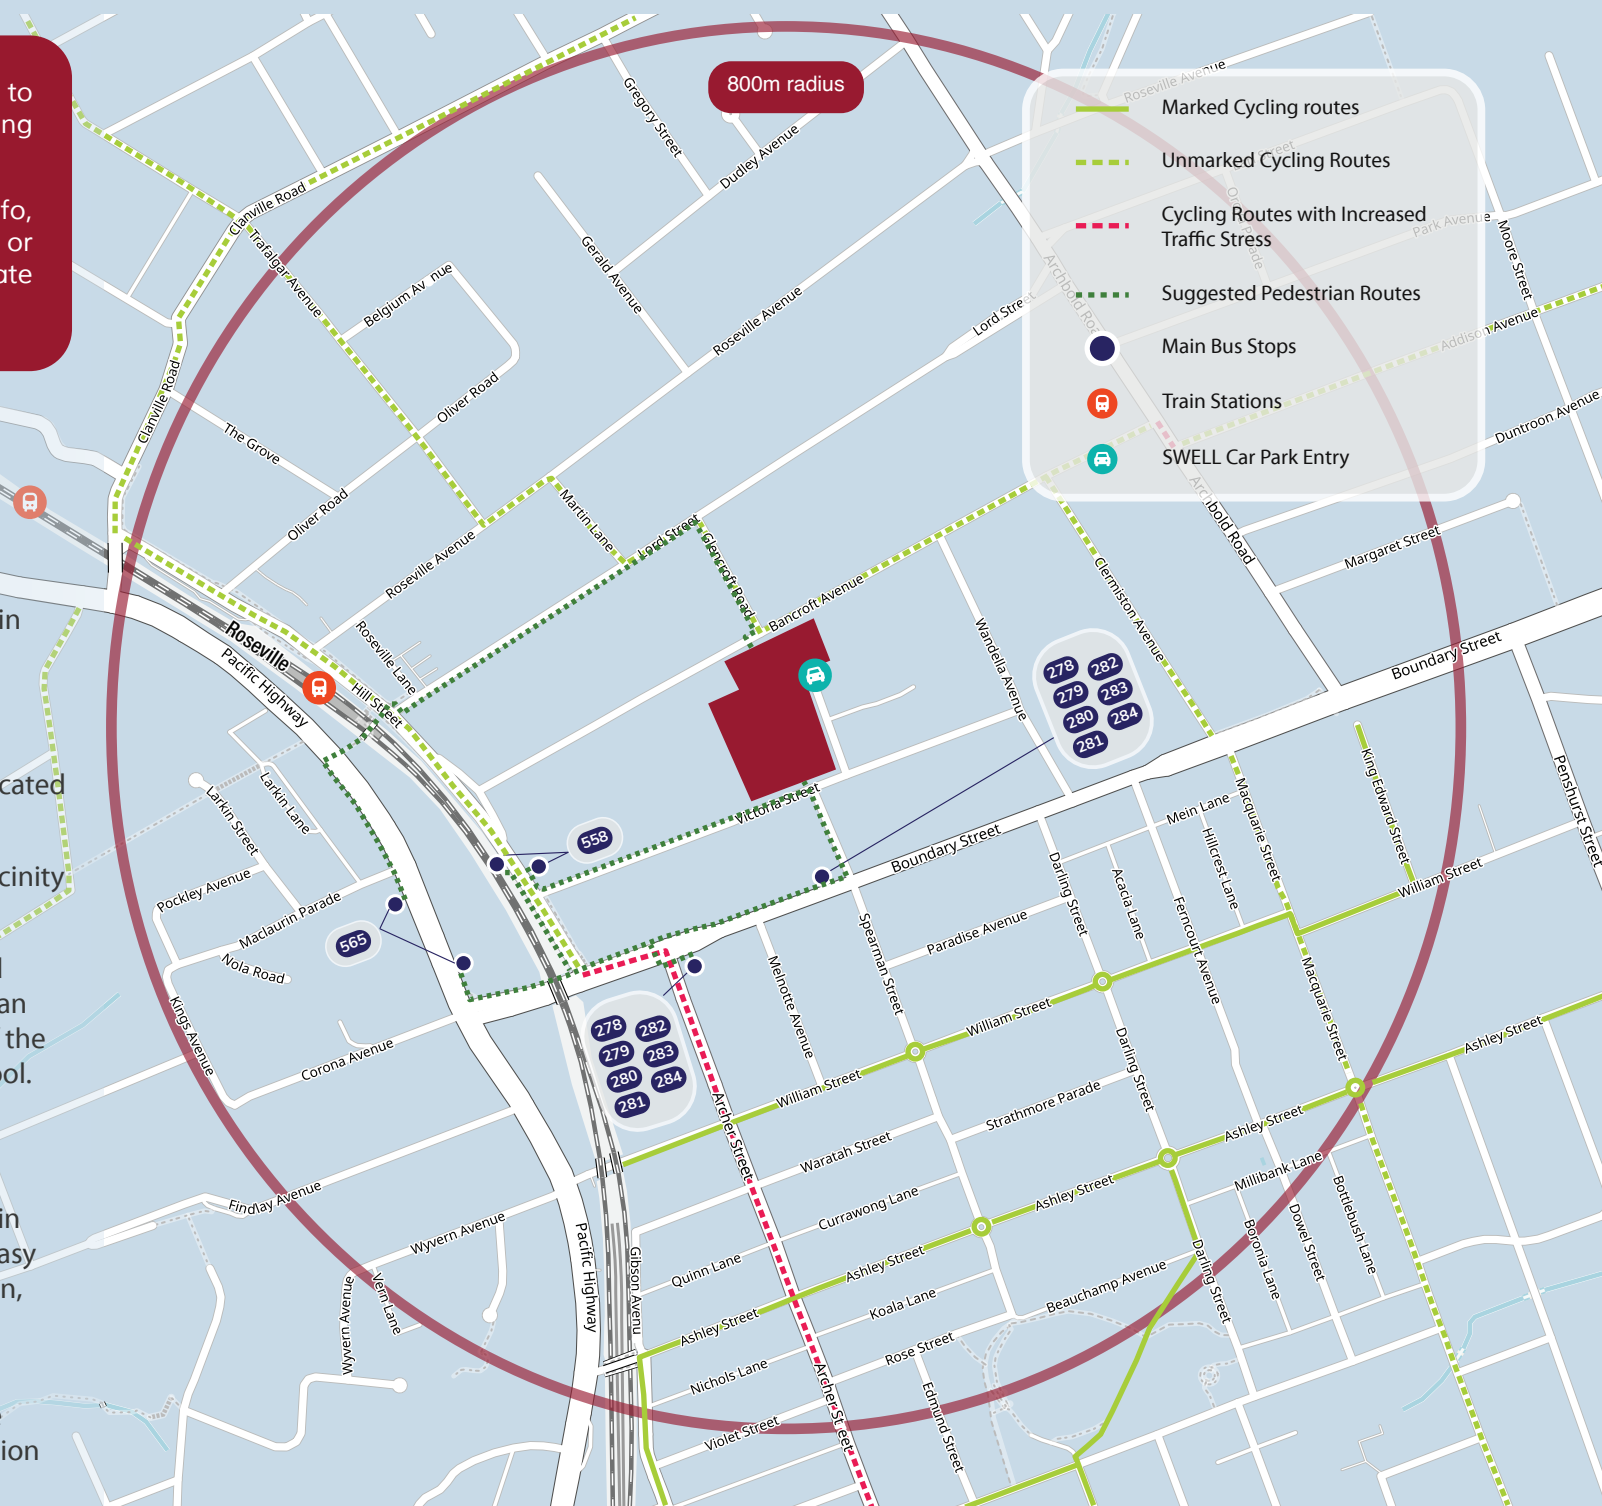 to
ng
fo,
or
ate
in
cated
cinity
l
an
the
ol.
in
asy
n,
ion
800m radius
Marked Cycling routes
Unmarked Cycling Routes
Cycling Routes with Increased
Traffic Stress
Suggested Pedestrian Routes
Main Bus Stops
Train Stations
SWELL Car Park Entry
Roseville Avenue
Street
Park Avenue
Moore Street
Archbold Road
Addison Avenue
Duntroon Avenue
Archbold Road
Margaret Street
Gregory Street
Dudley Avenue
Clanville Road
Trafalgar Avenue
Belgium Av nue
Gerald Avenue
Roseville Avenue
Lord Street
Clanville Road
Oliver Road
The Grove
Oliver Road
Roseville Avenue
Martin Lane
Lord Street
Glencroft Road
Bancroft Avenue
Clermiston Avenue
Wandella Avenue
Roseville
Pacific Highway
Roseville Lane
Hill Street
278
282
279
283
280
284
281
Boundary Street
Larkin Street
Larkin Lane
Victoria Street
558
Boundary Street
Mein Lane
Macquarie Street
King Edward Street
Penshurst Street
William Street
Pockley Avenue
Maclaurin Parade
565
Nola Road
Kings Avenue
Corona Avenue
278
282
279
283
280
284
281
Melnotte Avenue
Spearman Street
Paradise Avenue
Darling Street
Acacia Lane
Hillcrest Lane
Ferncourt Avenue
Macquarie Street
William Street
William Street
Darling Street
Ashley Street
Archer Street
Strathmore Parade
Ashley Street
Waratah Street
Millibank Lane
Currawong Lane
Ashley Street
Findlay Avenue
Wyvern Avenue
Wyvern Avenue
Vern Lane
Pacific Highway
Gibson Avenu
Quinn Lane
Ashley Street
Koala Lane
Beauchamp Avenue
Darling Street
Boronia Lane
Dowel Street
Bottlebush Lane
Ashley Street
Nichols Lane
Rose Street
Archer St eet
Edmund Street
Violet Street